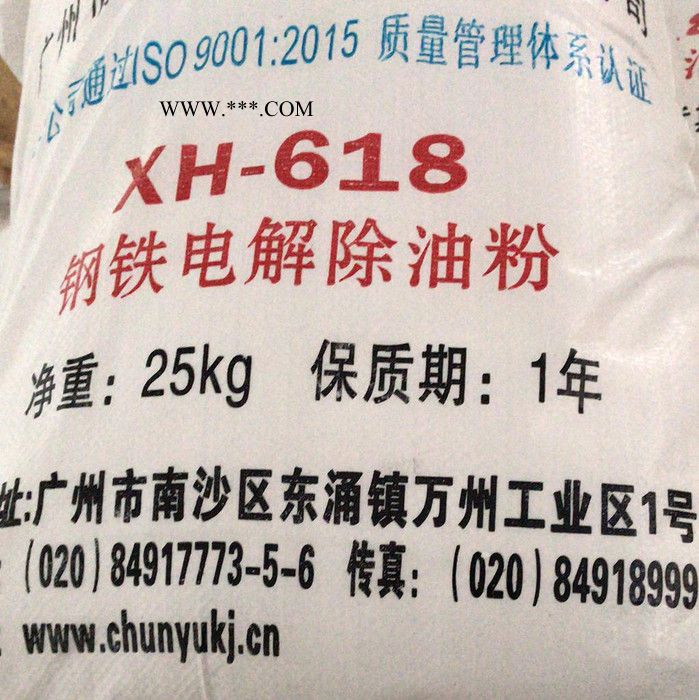 广州
司
公司通过ISO 9001:2015 质量管理体系认证
WWW.***.COM
XH-618
钢铁电解除油粉
净重: 25kg 保质期: 1年
址:广州市南沙区东涌镇万州工业区1号
: (020)84917773-5-6 传真: (020)84918999
: www.chunyukj.cn